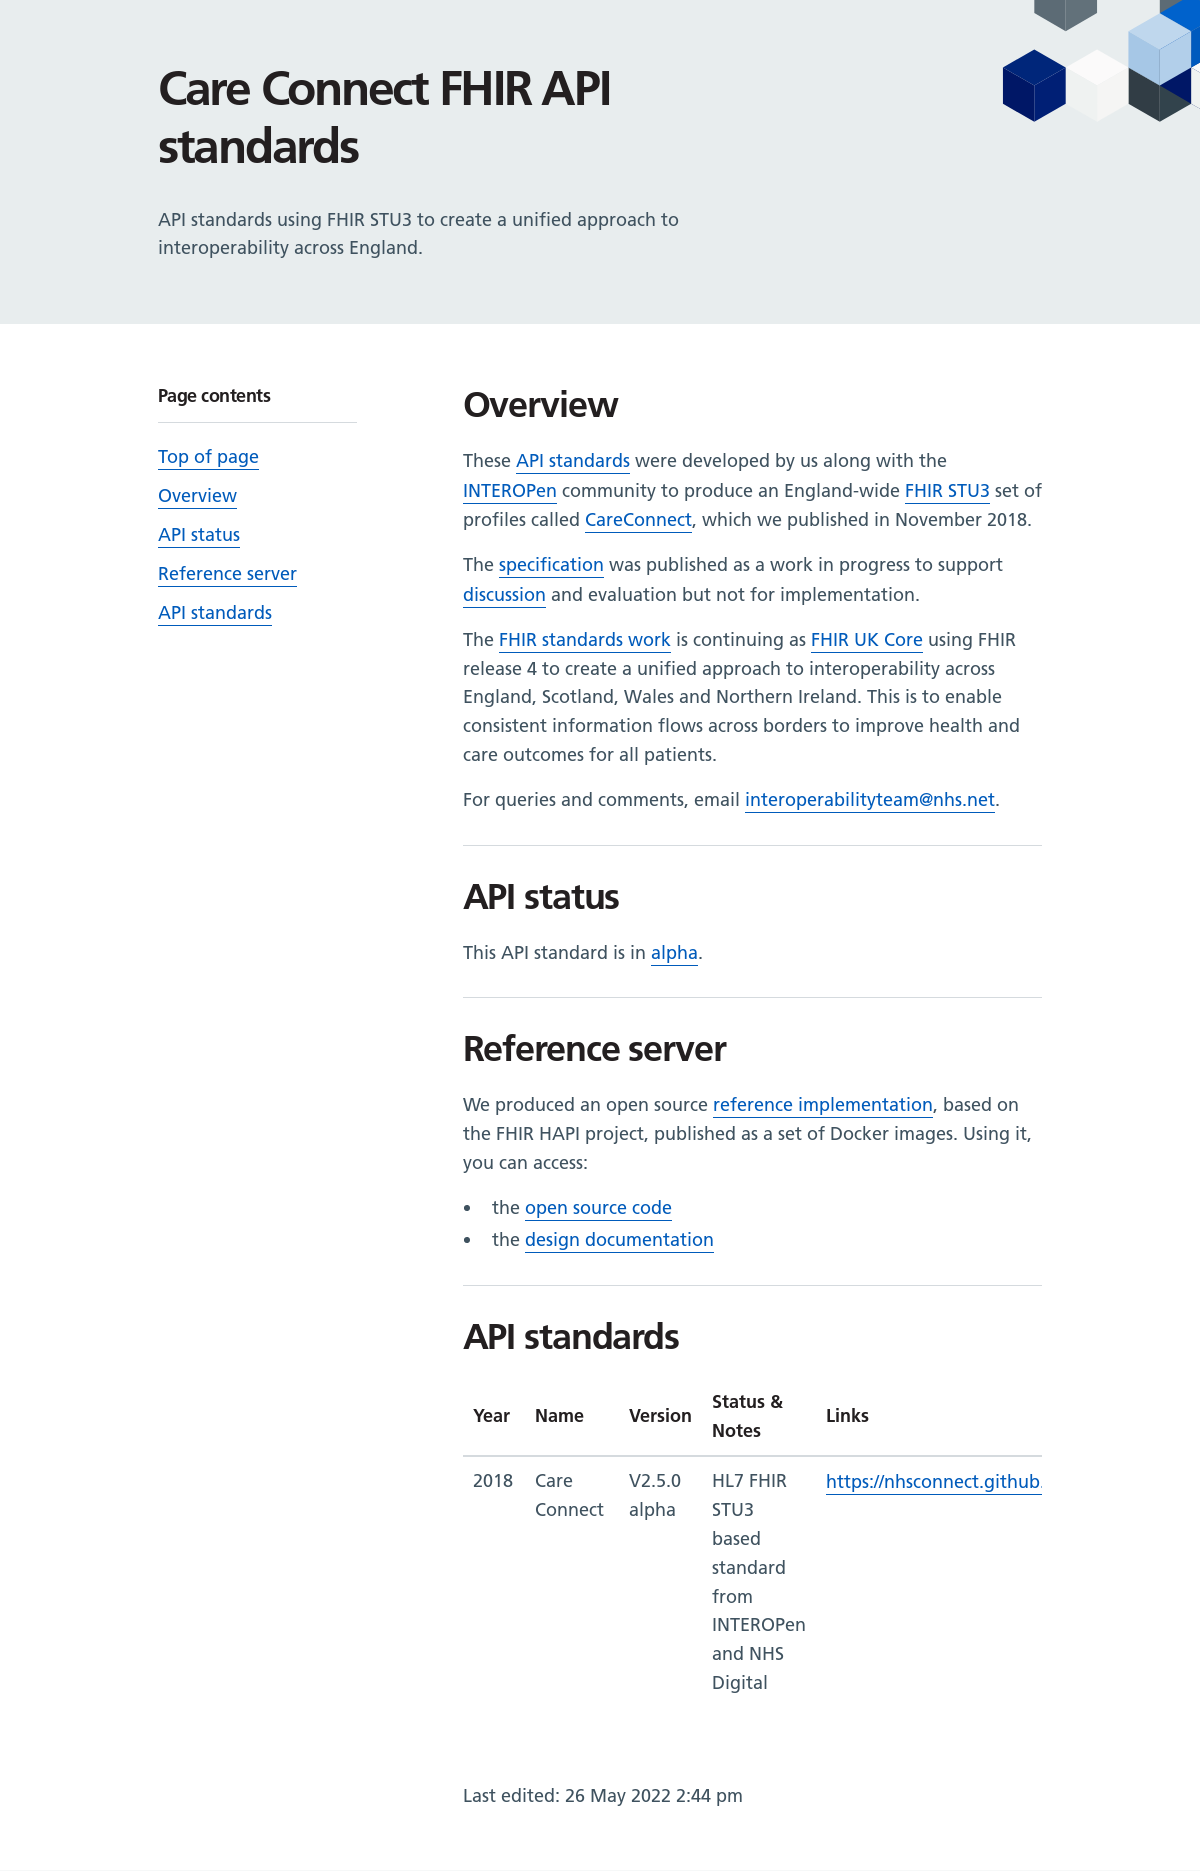 Care Connect FHIR API
standards
API standards using FHIR STU3 to create a unified approach to
interoperability across England.
Page contents
Top of page
Overview
API status
Reference server
API standards
Overview
These API standards were developed by us along with the
INTEROPen community to produce an England-wide FHIR STU3 set of
profiles called CareConnect, which we published in November 2018.
The specification was published as a work in progress to support
discussion and evaluation but not for implementation.
The FHIR standards work is continuing as FHIR UK Core using FHIR
release 4 to create a unified approach to interoperability across
England, Scotland, Wales and Northern Ireland. This is to enable
consistent information flows across borders to improve health and
care outcomes for all patients.
For queries and comments, email interoperabilityteam@nhs.net.
API status
This API standard is in alpha.
Reference server
We produced an open source reference implementation, based on
the FHIR HAPI project, published as a set of Docker images. Using it,
you can access:
• the open source code
• the design documentation
API standards
Year Name Version Status & Notes Links
2018 Care Connect V2.5.0 alpha HL7 FHIR STU3 based standard from INTEROPen and NHS Digital https://nhsconnect.github.
Last edited: 26 May 2022 2:44 pm